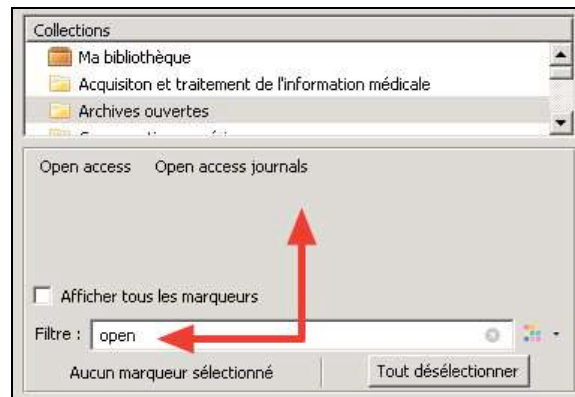 Collections
Ma bibliothèque
Acquisiton et traitement de l'information médicale
Archives ouvertes
Open access Open access journals
Afficher tous les marqueurs
Filtre : open
Aucun marqueur sélectionné Tout désélectionner